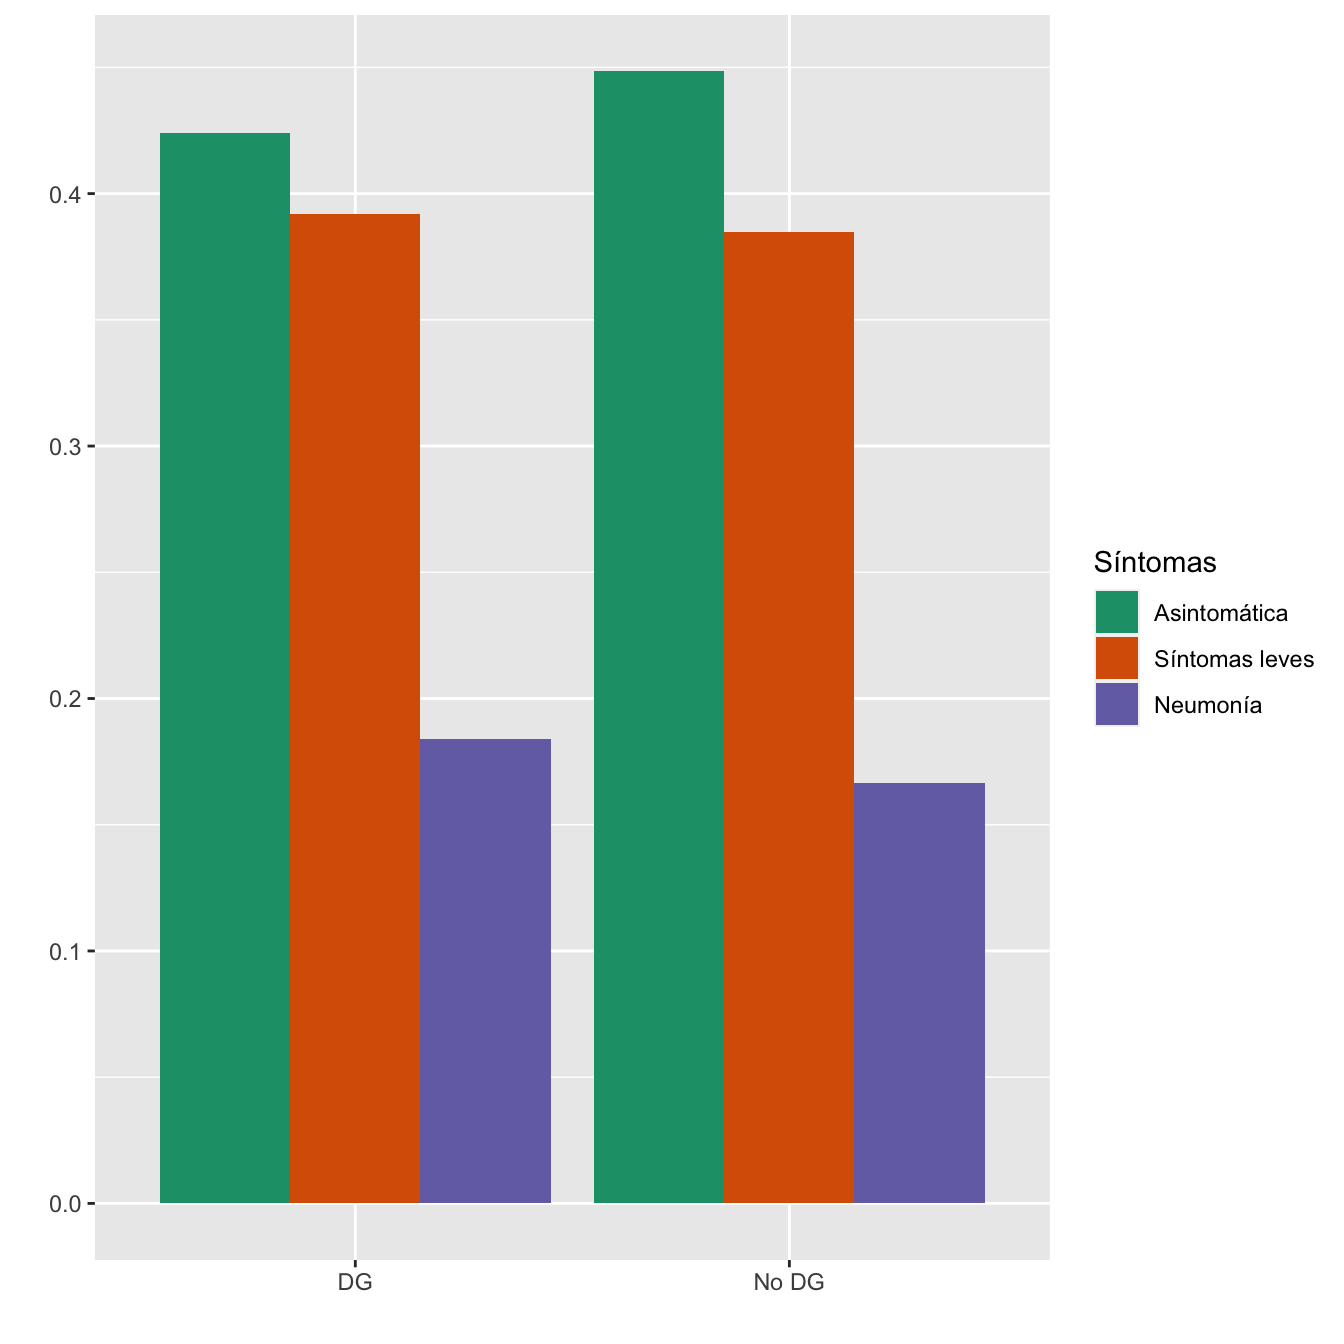 0.4
0.3
0.2
0.1
0.0
DG
No DG
Síntomas
Asintomática
Síntomas leves
Neumonía